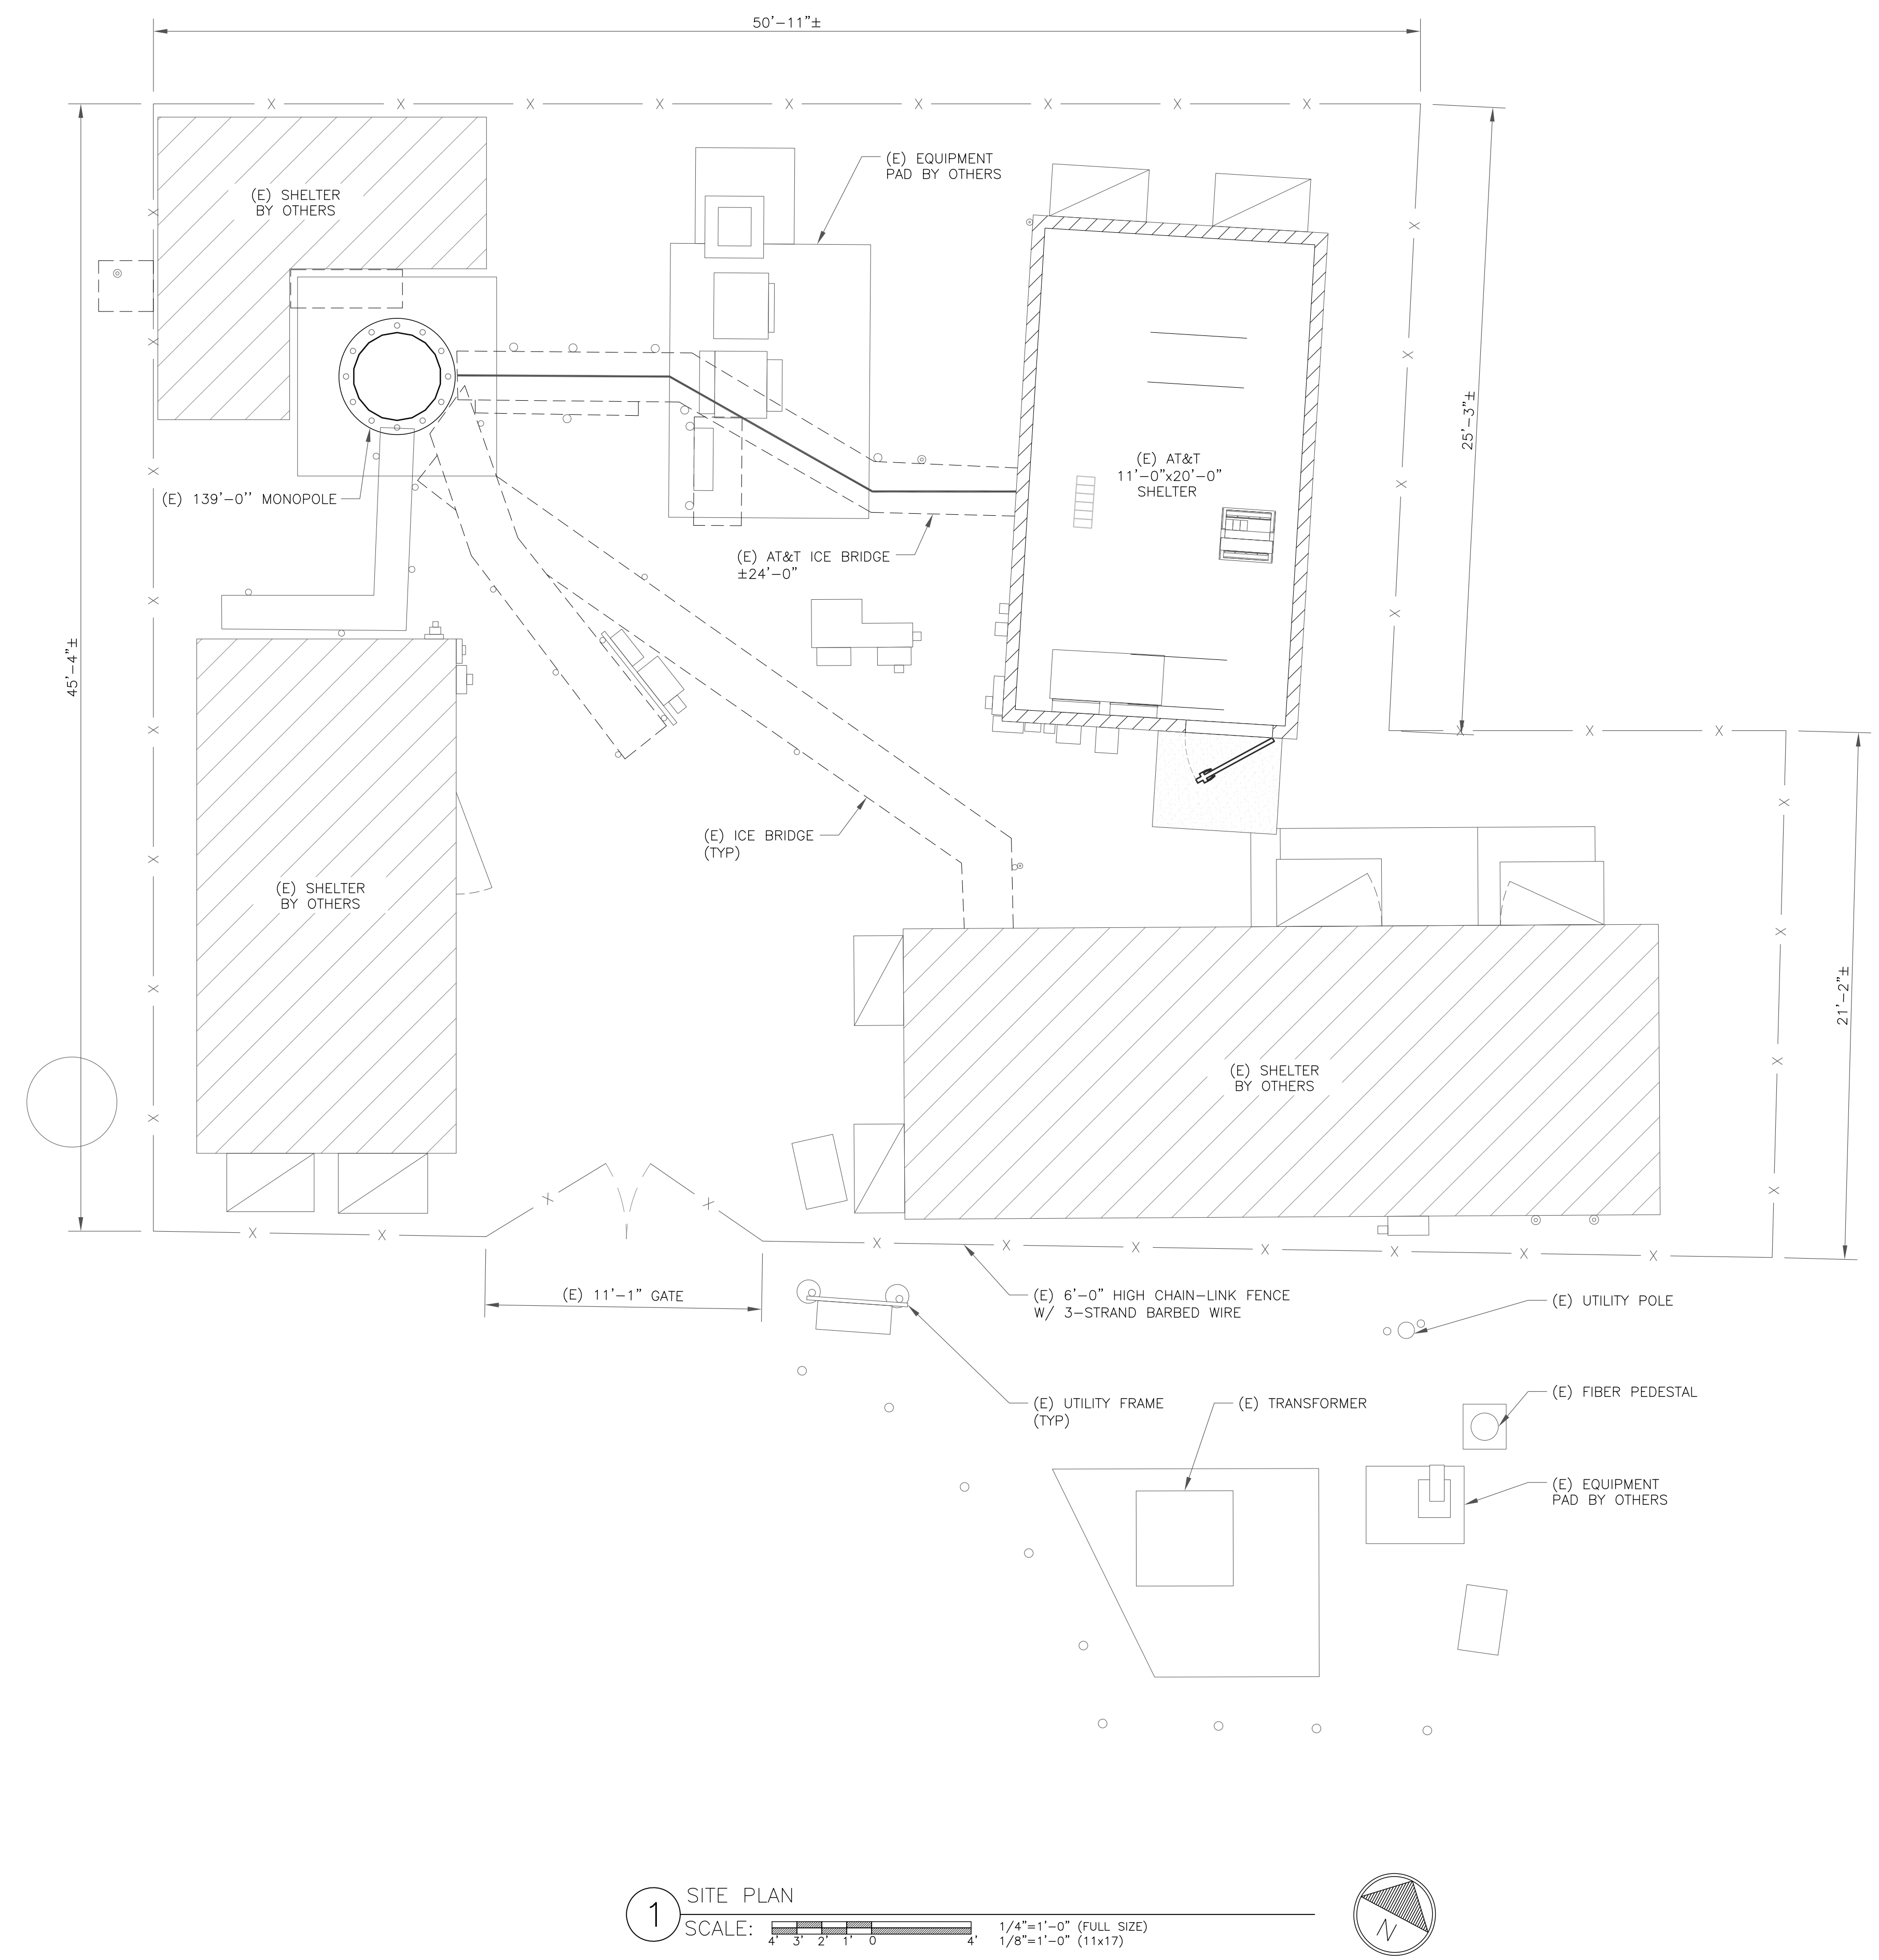 50'-11"±
(E) EQUIPMENT
PAD BY OTHERS
(E) SHELTER
BY OTHERS
25'-3"±
(E) AT&T
11'-0"x20'-0"
SHELTER
(E) 139'-0'' MONOPOLE
(E) AT&T ICE BRIDGE
±24'-0"
45'-4"±
(E) ICE BRIDGE
(TYP)
(E) SHELTER
BY OTHERS
21'-2"±
(E) SHELTER
BY OTHERS
(E) 11'-1" GATE
(E) 6'-0" HIGH CHAIN-LINK FENCE
W/ 3-STRAND BARBED WIRE
(E) UTILITY POLE
(E) FIBER PEDESTAL
(E) UTILITY FRAME
(TYP)
(E) TRANSFORMER
(E) EQUIPMENT
PAD BY OTHERS
1
SITE PLAN
SCALE:
4' 3' 2' 1' 0 4'
1/4"=1'-0" (FULL SIZE)
1/8"=1'-0" (11x17)
N